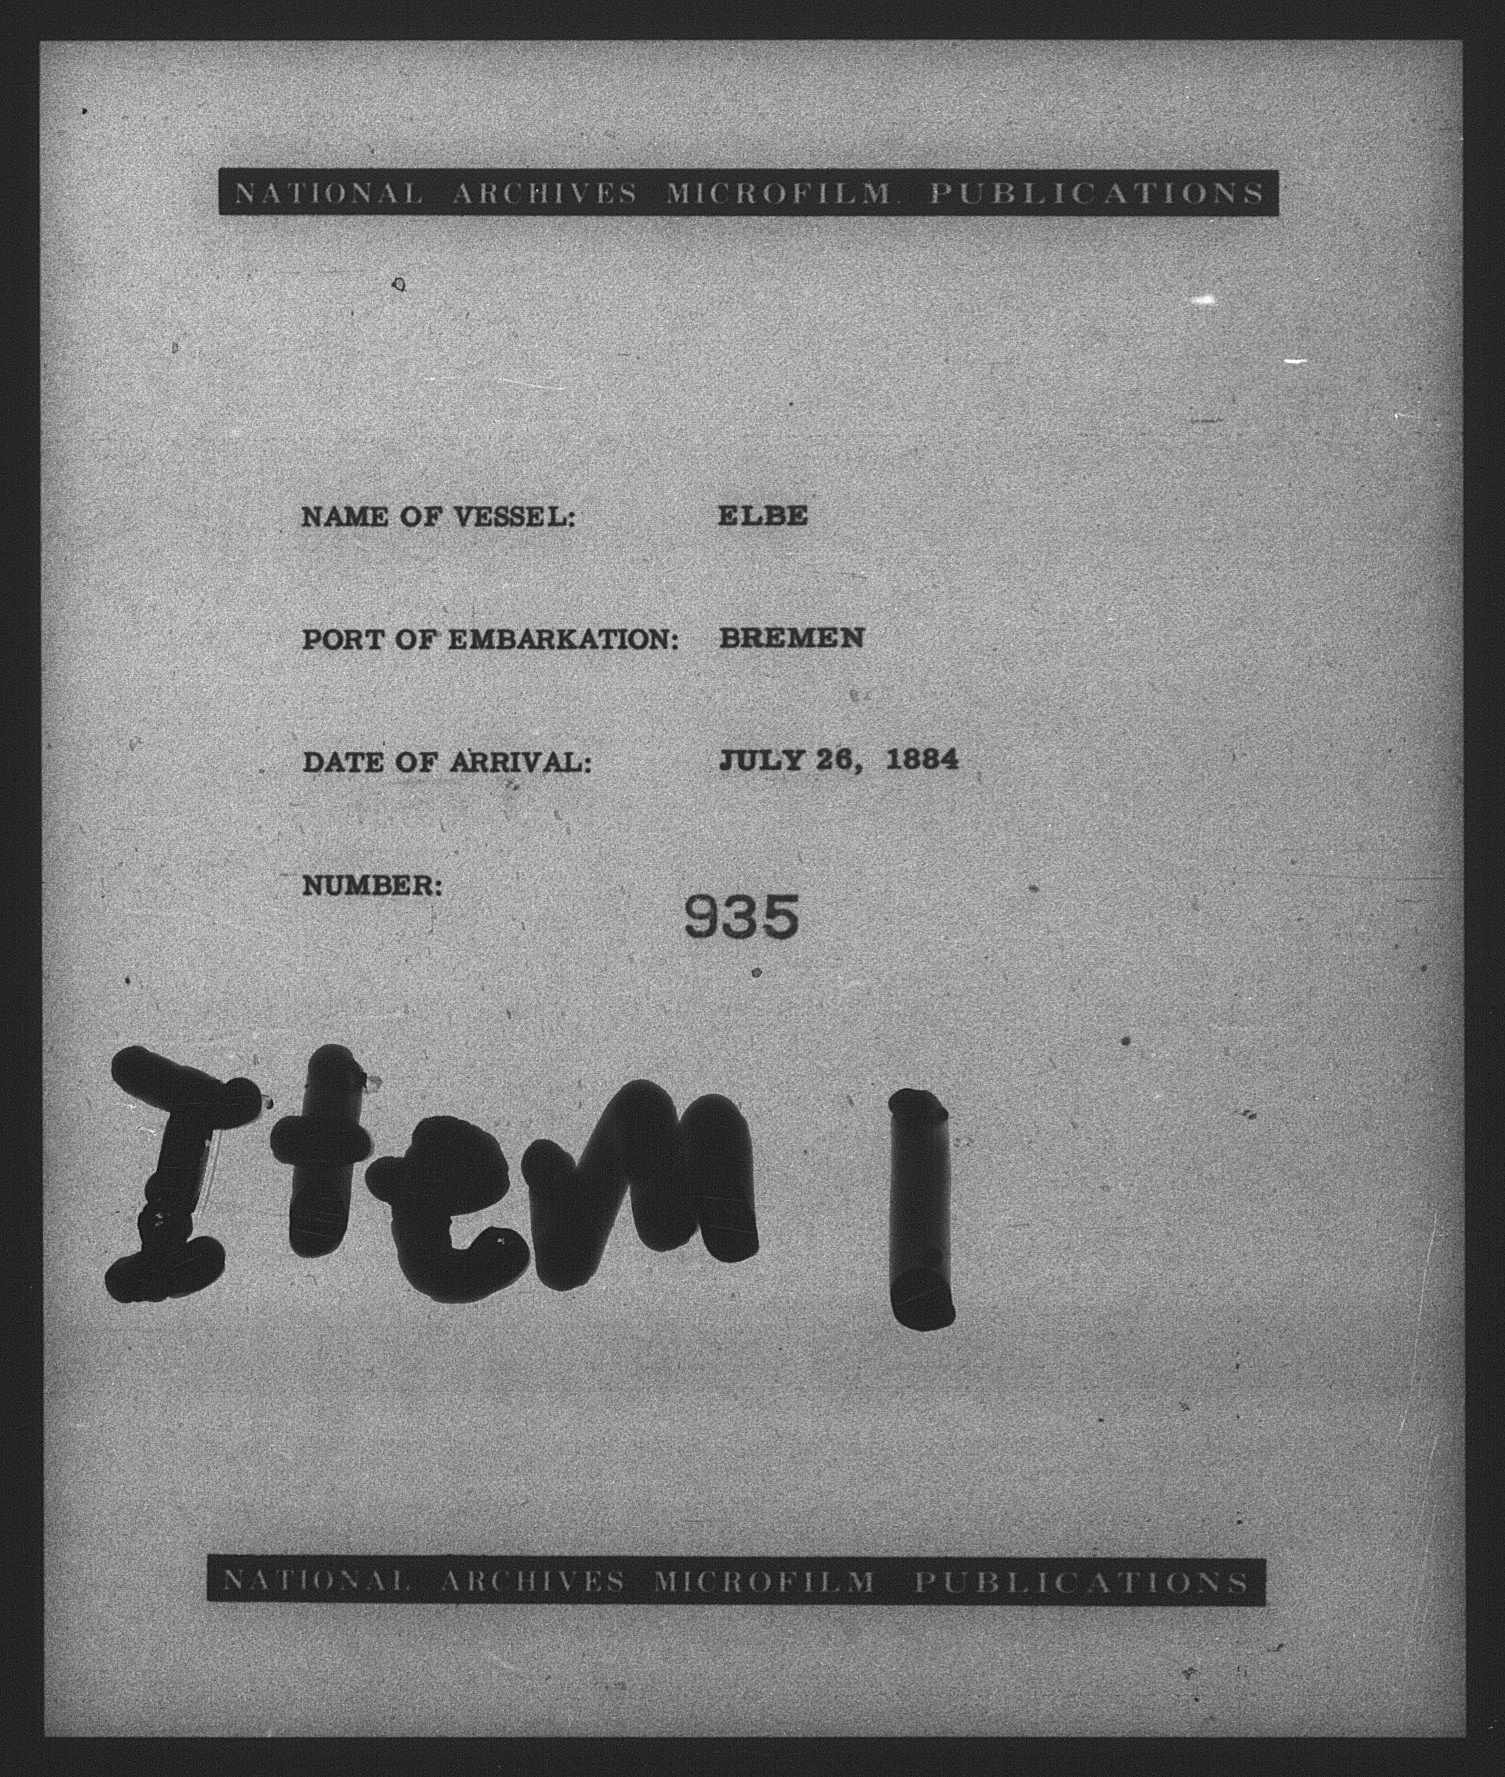 NATIONAL ARCHIVES MICROFILM PUBLICATIONS
NAME OF VESSEL: ELBE
PORT OF EMBARKATION: BREMEN
DATE OF ARRIVAL: JULY 26, 1884
NUMBER: 935
Item 1
NATIONAL ARCHIVES MICROFILM PUBLICATIONS